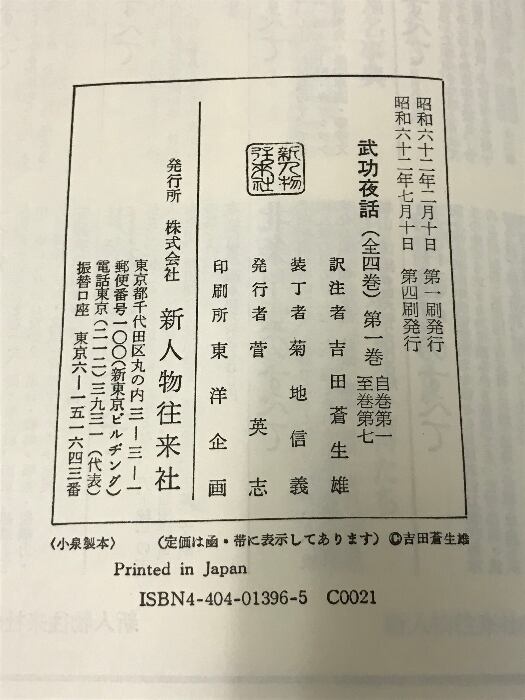 昭和六十二年二月十日　第一刷発行
昭和六十二年七月十日　第四刷発行
武功夜話（全四巻）第一巻　自巻第一
至巻第七
訳注者　吉田蒼生雄
装丁者　菊地信義
発行者　菅英志
印刷所　東洋企画
新人物
往来社
発行所　株式会社　新人物往来社
東京都千代田区丸の内三ー三ー一
郵便番号一〇〇（新東京ビルヂング）
電話東京（二一二）三九三一（代表）
振替口座　東京六ー一五一六四三番
〈小泉製本〉　（定価は函・帯に表示してあります）　©吉田蒼生雄
Printed in Japan
ISBN4-404-01396-5　C0021